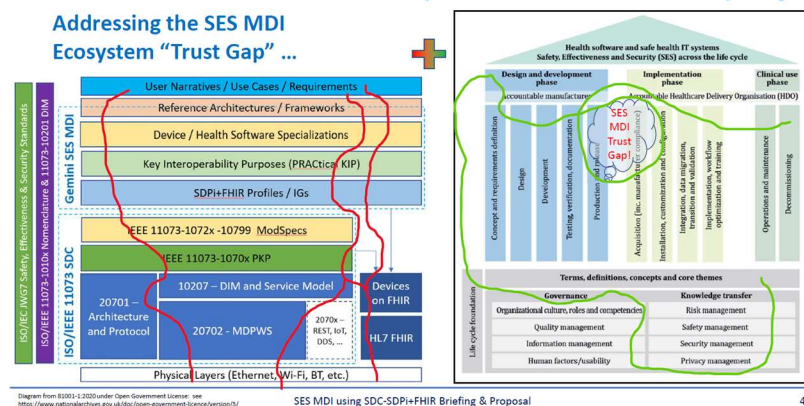 Addressing the SES MDI
Ecosystem “Trust Gap” ...
ISO/IEC JWG7 Safety, Effectiveness & Security Standards
ISO/IEEE 11073-1010x Nomenclature & 11073-10201 DIM
Gemini SES MDI
ISO/IEEE 11073 SDC
User Narratives / Use Cases / Requirements
Reference Architectures / Frameworks
Device / Health Software Specializations
Key Interoperability Purposes (PRACtical KIP)
SDPi+FHIR Profiles / IGs
IEEE 11073-1072x -10799 ModSpecs
IEEE 11073-1070x PKP
20701 –
Architecture
and Protocol
10207 – DIM and Service Model
20702 - MDPWS
2070x –
REST, IoT,
DDS, ...
Devices
on FHIR
HL7 FHIR
Physical Layers (Ethernet, Wi-Fi, BT, etc.)
Health software and safe health IT systems
Safety, Effectiveness and Security (SES) across the life cycle
Design and development
phase
Implementation
phase
Clinical use
phase
Accountable manufacturer
Accountable Healthcare Delivery Organisation (HDO)
SES
MDI
Trust
Gap!
Concept and requirements definition
Design
Development
Testing, verification, documentation
Production and release
Acquisition (inc. manufacturer compliance)
Installation, customization and configuration
Integration, data migration,
transition and validation
Implementation, workflow
optimization and training
Operations and maintenance
Decommissioning
Life cycle foundation
Terms, definitions, concepts and core themes
Governance
Knowledge transfer
Organizational culture, roles and competencies
Risk management
Quality management
Safety management
Information management
Security management
Human factors/usability
Privacy management
Diagram from 81001-1:2020 under Open Government License: see
https://www.nationalarchives.gov.uk/doc/open-government-licence/version/3/
SES MDI using SDC-SDPi+FHIR Briefing & Proposal
4